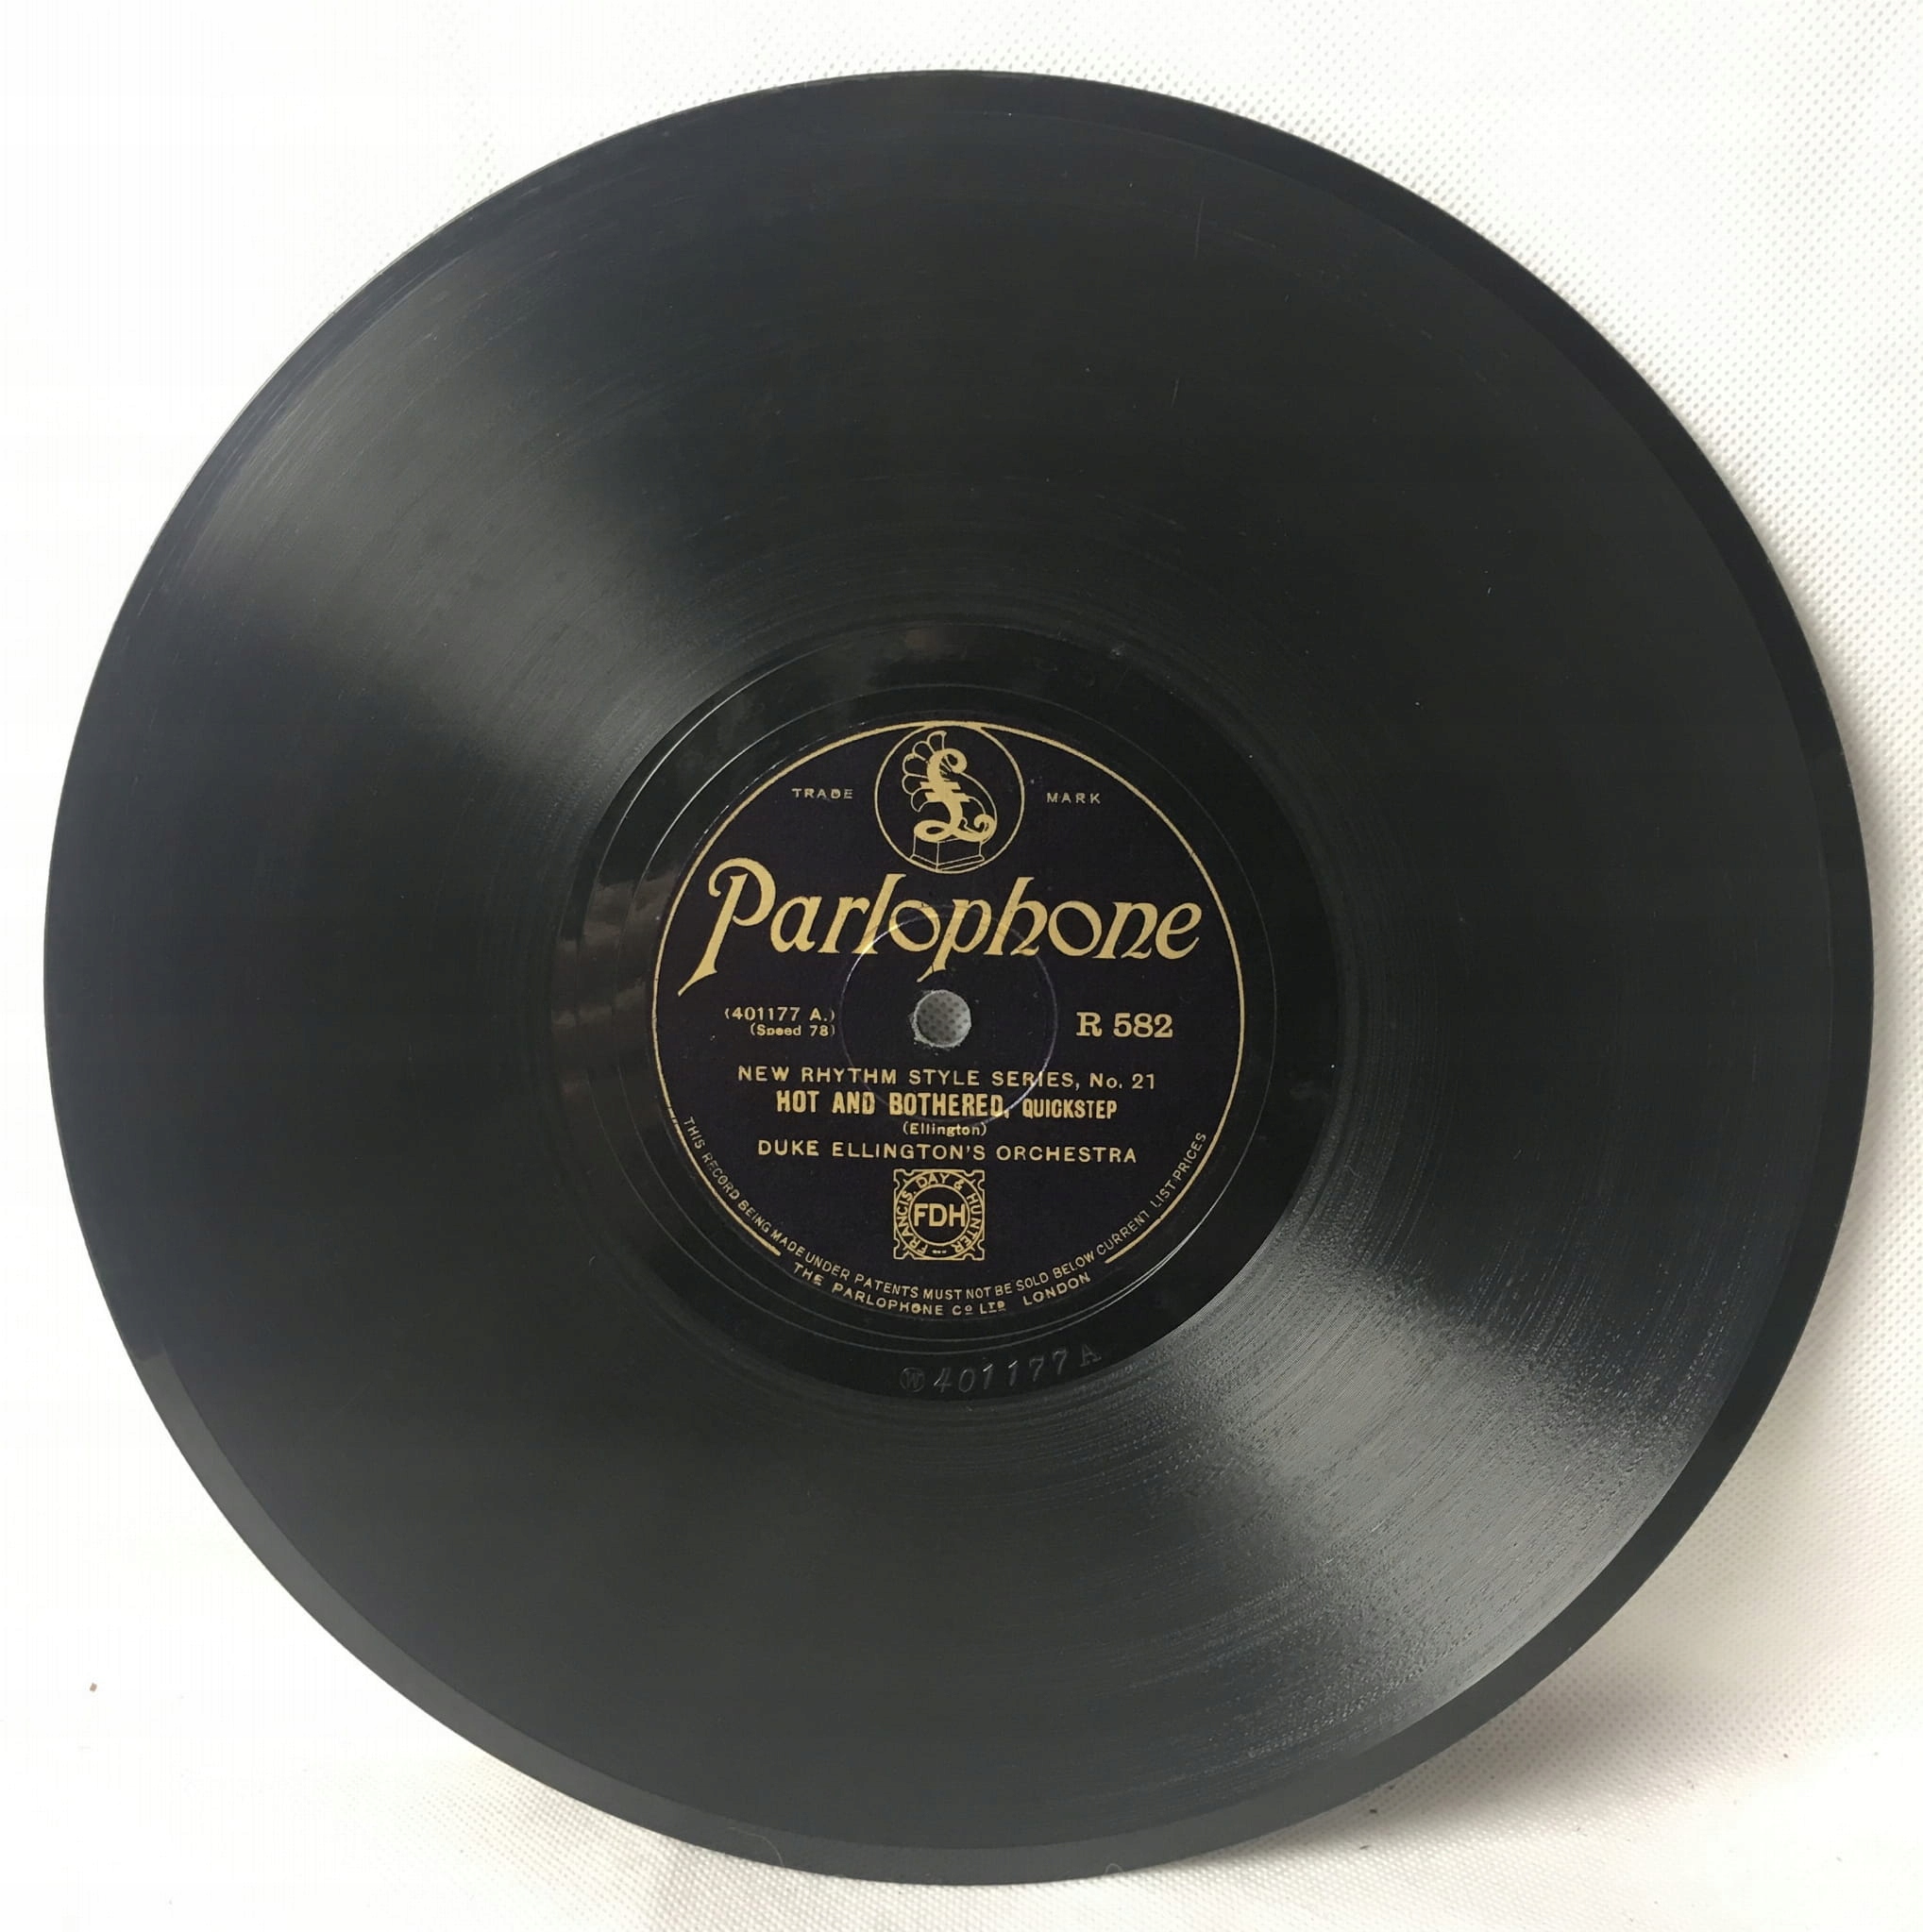 TRADE MARK
£
Parlophone
(401177 A.)
(Speed 78)
R 582
NEW RHYTHM STYLE SERIES, No. 21
HOT AND BOTHERED, QUICKSTEP
(Ellington)
DUKE ELLINGTON'S ORCHESTRA
FRANCIS, DAY & HUNTER
FDH
THIS RECORD BEING MADE UNDER PATENTS MUST NOT BE SOLD BELOW CURRENT LIST PRICES
THE PARLOPHONE Cº LTD LONDON
W 401177 A